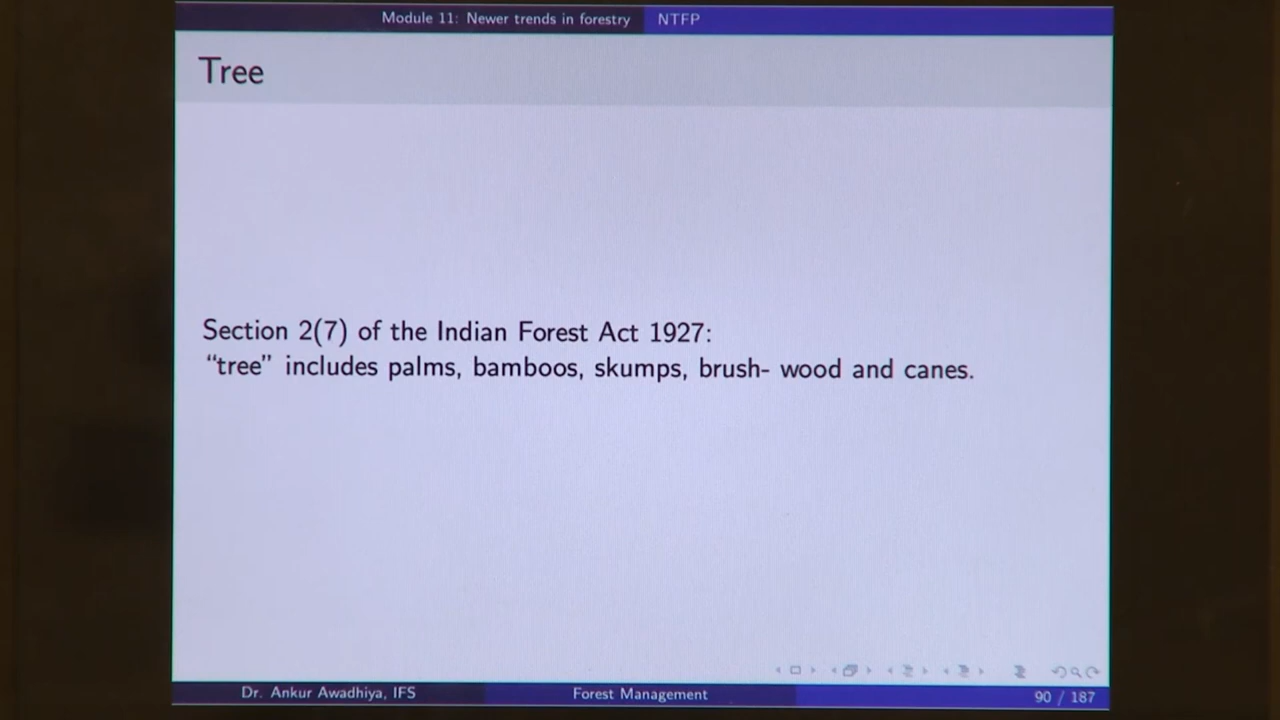 Module 11: Newer trends in forestry NTFP
Tree
Section 2(7) of the Indian Forest Act 1927:
“tree” includes palms, bamboos, skumps, brush- wood and canes.
Dr. Ankur Awadhiya, IFS Forest Management 90 / 187